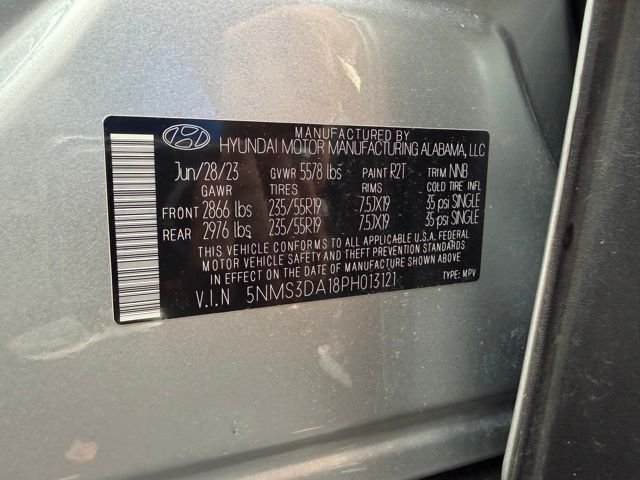 MANUFACTURED BY
HYUNDAI MOTOR MANUFACTURING ALABAMA, LLC
Jun/28/23 GVWR 5578 lbs PAINT R2T TRIM NNB
GAWR TIRES RIMS COLD TIRE INFL
FRONT 2866 lbs 235/55R19 7.5JX19 35 psi SINGLE
REAR 2976 lbs 235/55R19 7.5JX19 35 psi SINGLE
THIS VEHICLE CONFORMS TO ALL APPLICABLE U.S.A. FEDERAL
MOTOR VEHICLE SAFETY AND THEFT PREVENTION STANDARDS
IN EFFECT ON THE DATE OF MANUFACTURE SHOWN ABOVE
V.I.N 5NMS3DA18PH013121 TYPE: MPV